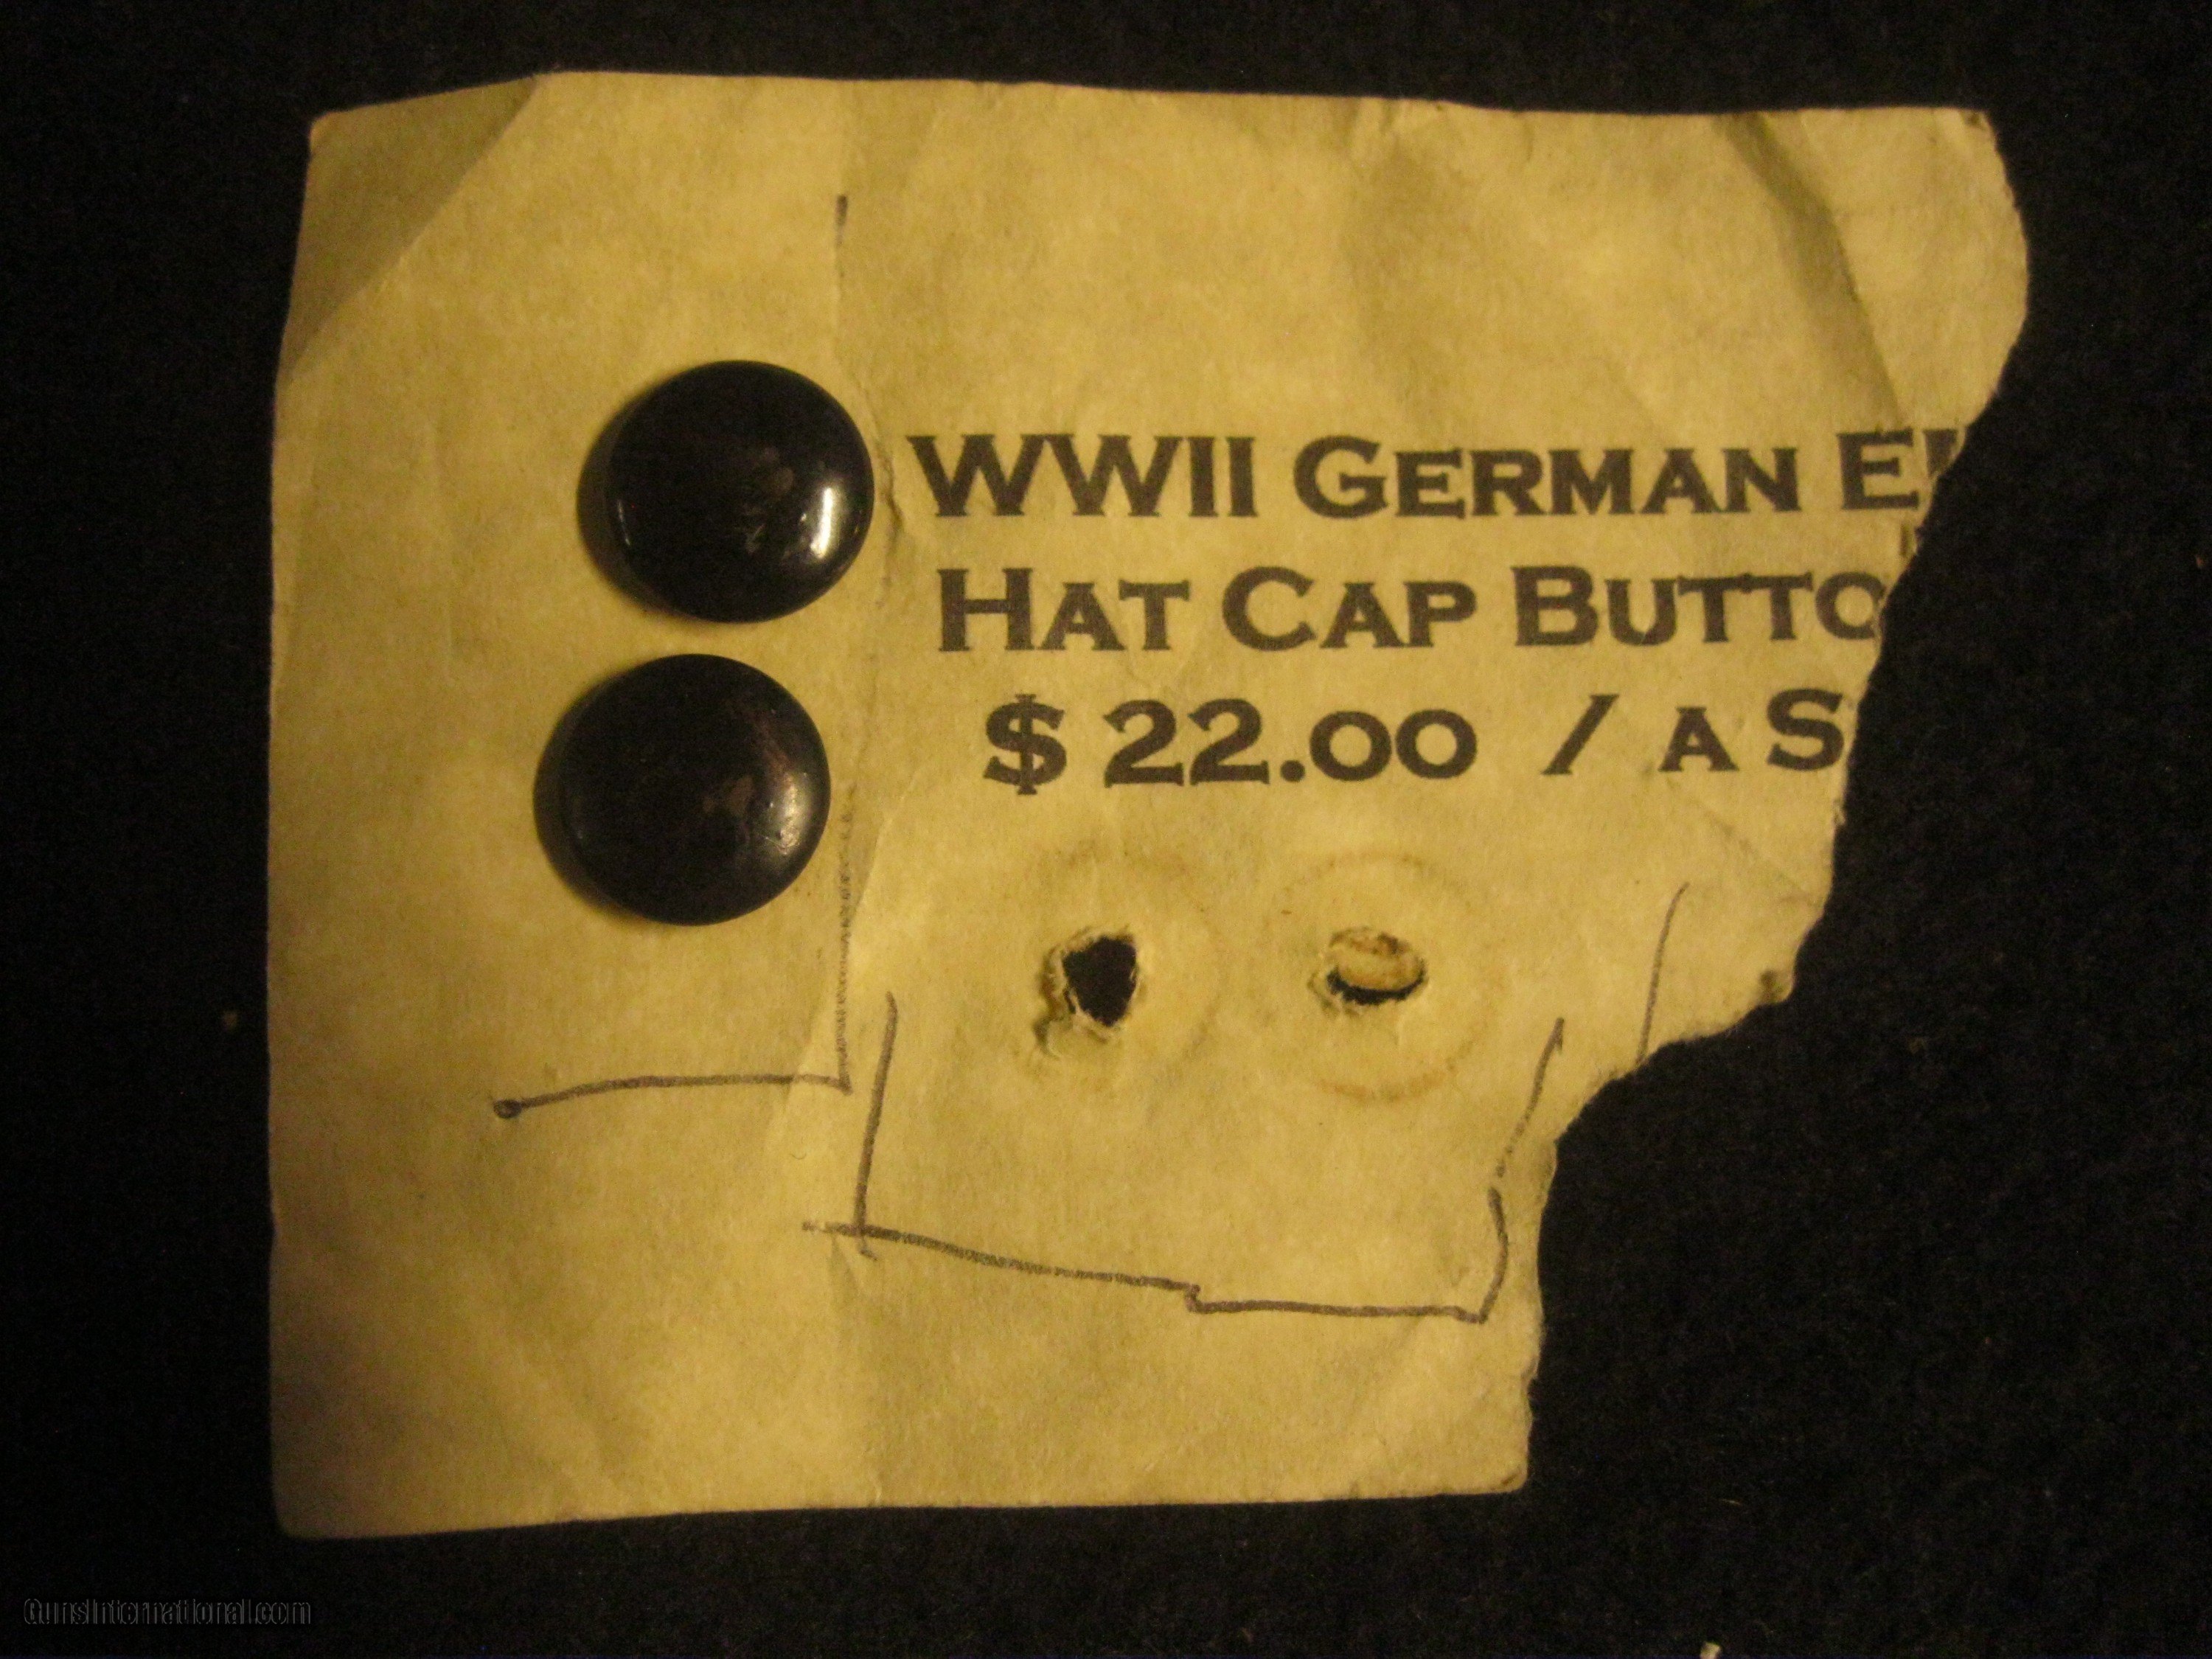 WWII GERMAN E
HAT CAP BUTTO
$ 22.00 / A S
GunsInternational.com